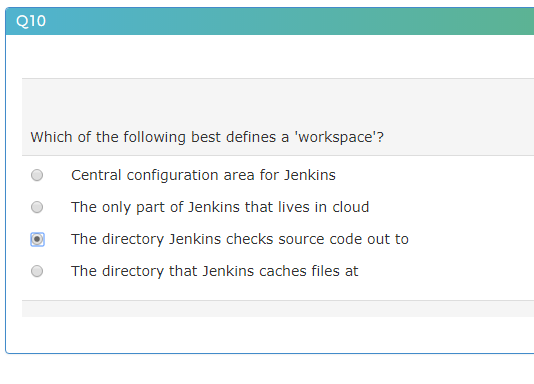 Q10
Which of the following best defines a 'workspace'?
Central configuration area for Jenkins
The only part of Jenkins that lives in cloud
The directory Jenkins checks source code out to
The directory that Jenkins caches files at